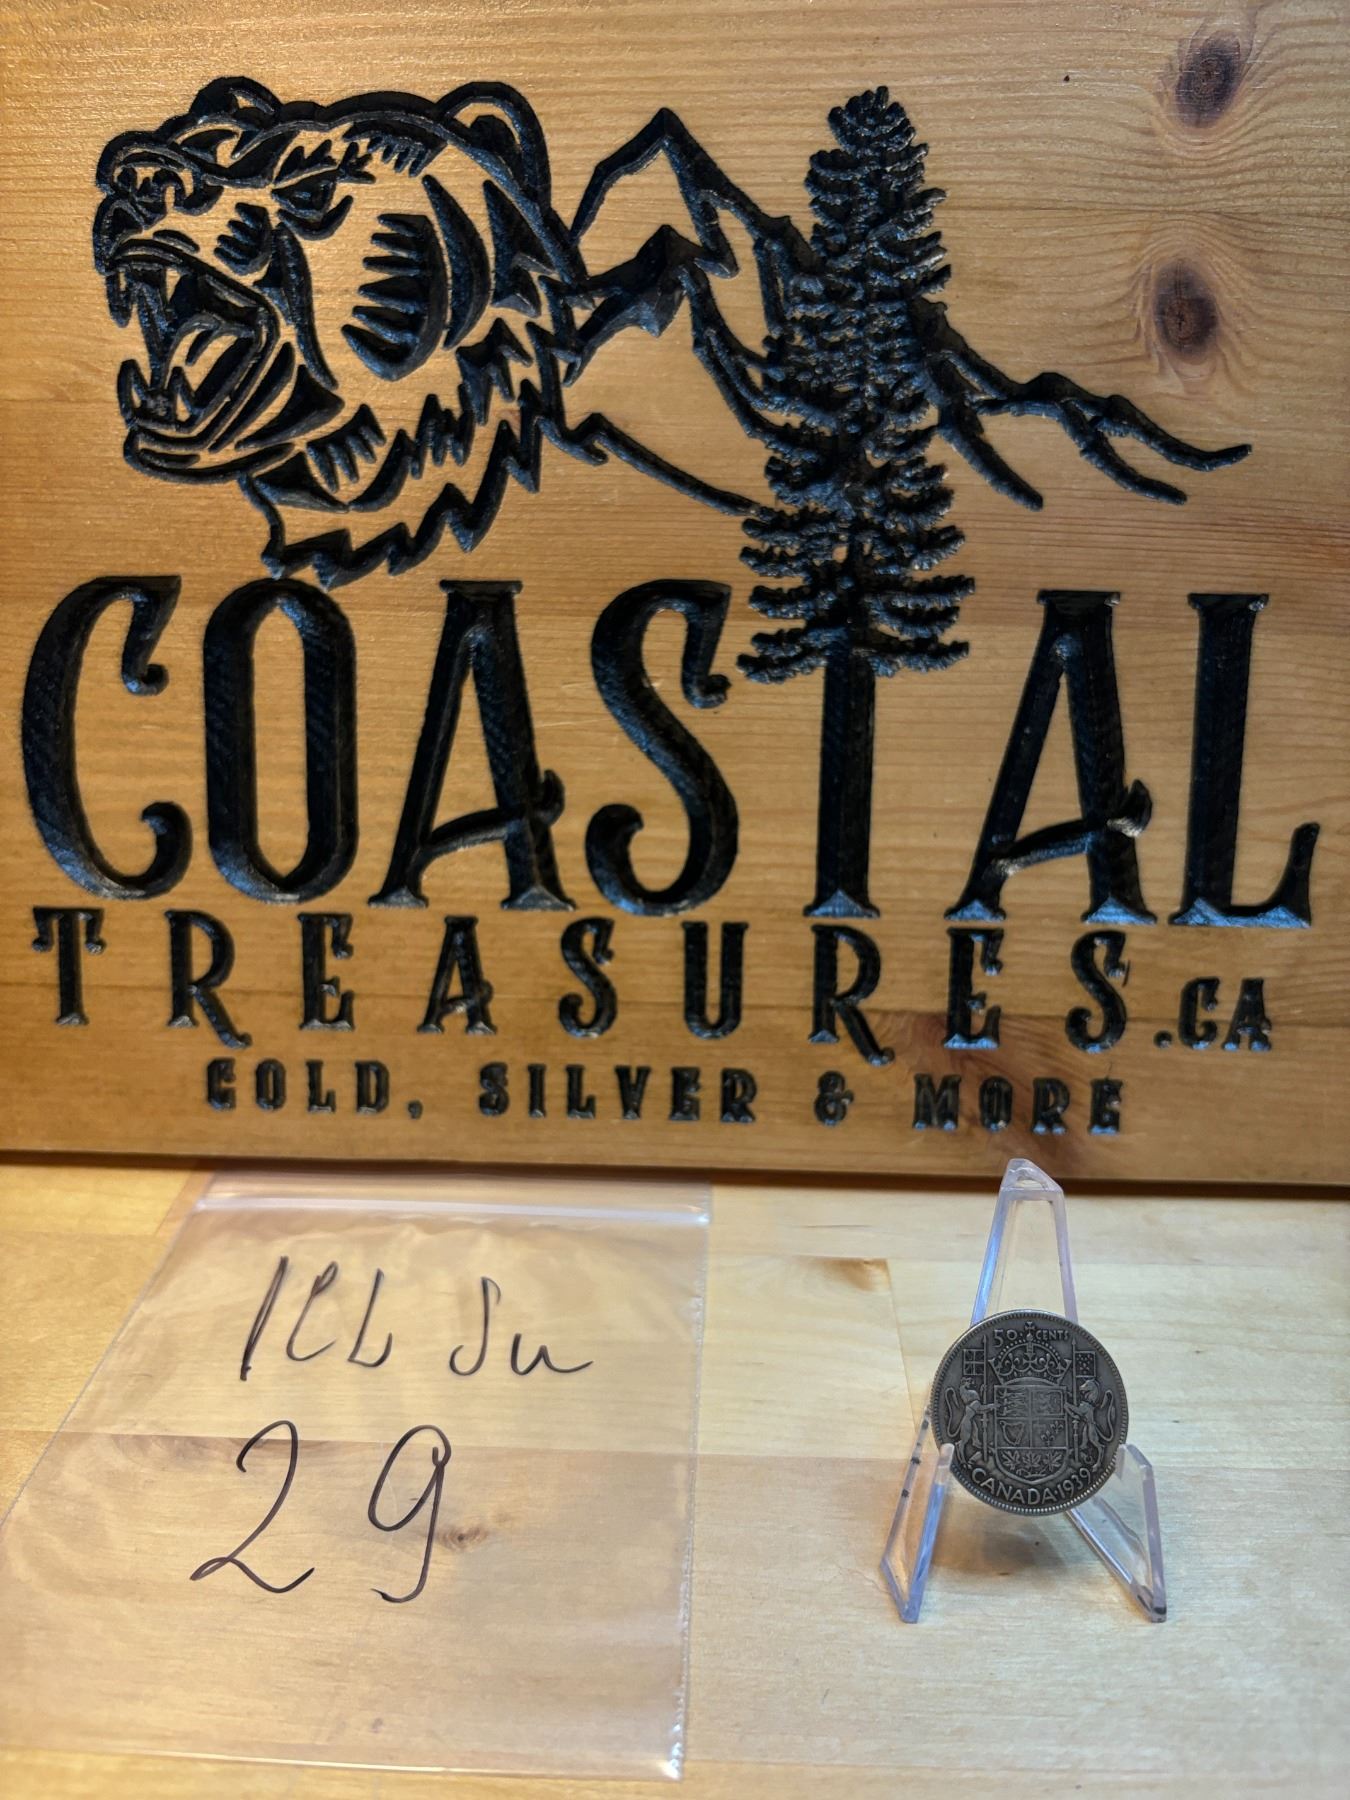 COASTAL
TREASURES.CA
GOLD, SILVER & MORE
29
50 CENTS
CANADA·1939